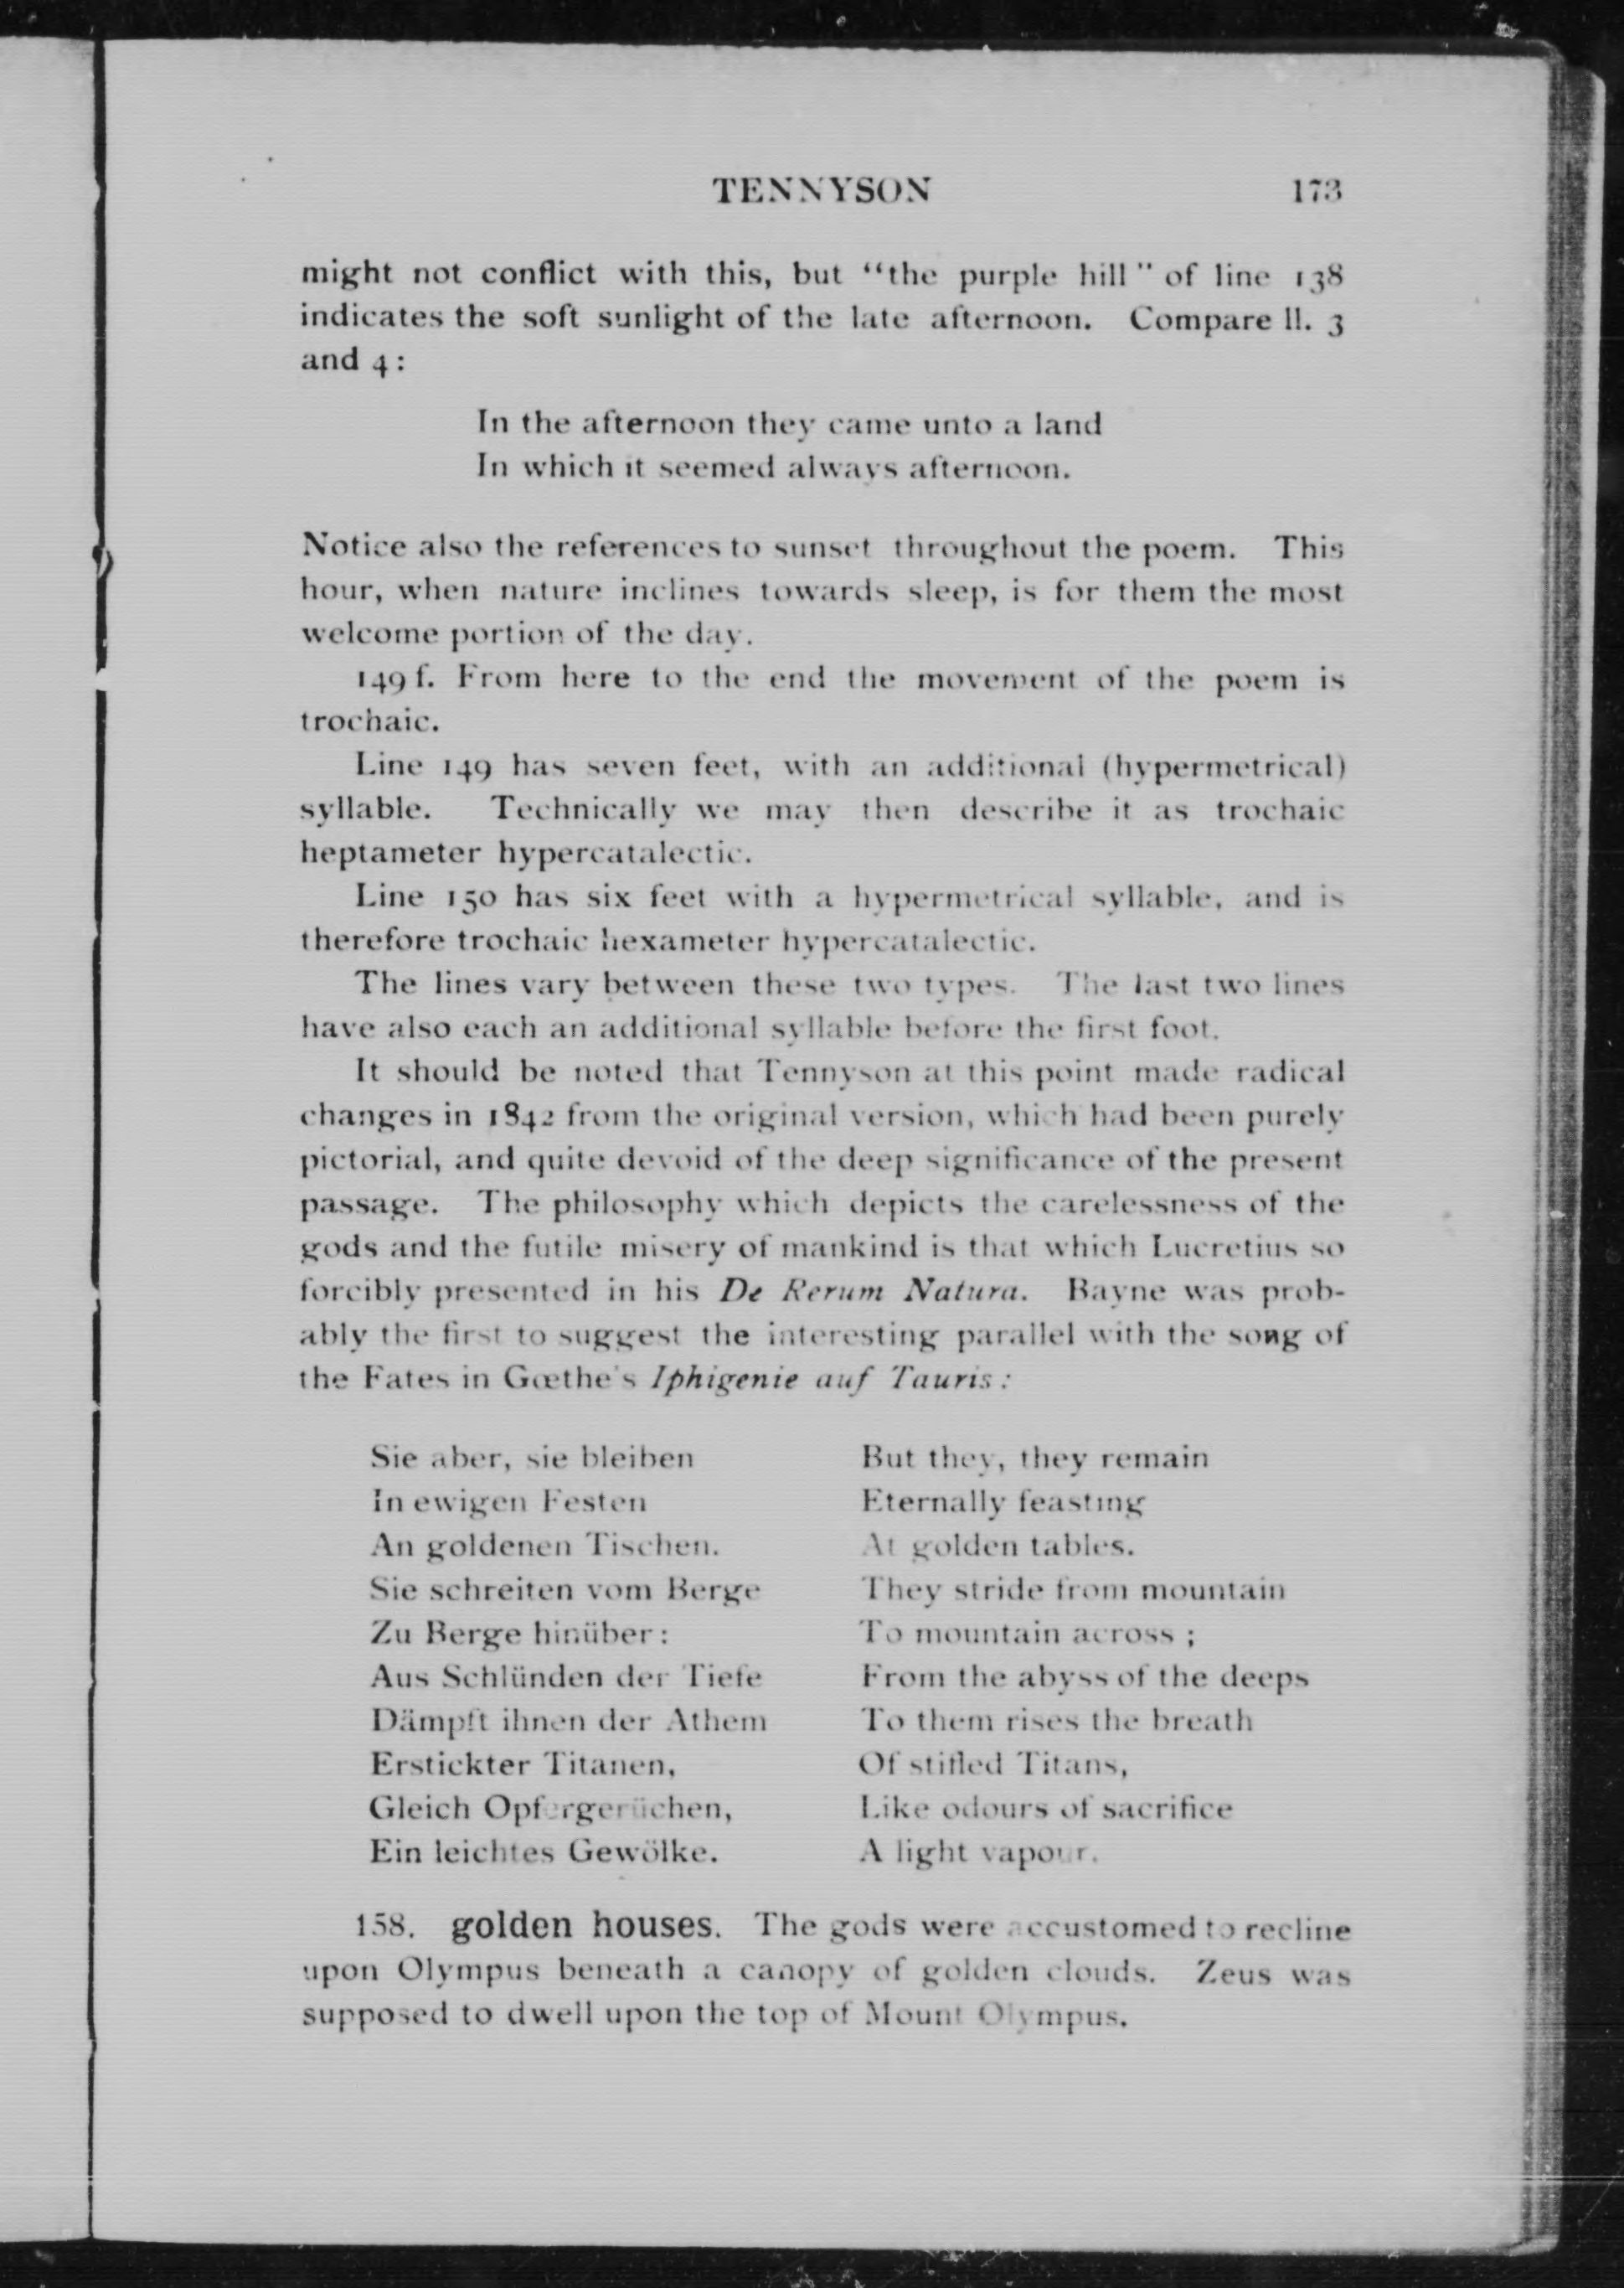 TENNYSON 173
might not conflict with this, but “the purple hill” of line 138
indicates the soft sunlight of the late afternoon. Compare ll. 3
and 4:
In the afternoon they came unto a land
In which it seemed always afternoon.
Notice also the references to sunset throughout the poem. This
hour, when nature inclines towards sleep, is for them the most
welcome portion of the day.
149 f. From here to the end the movement of the poem is
trochaic.
Line 149 has seven feet, with an additional (hypermetrical)
syllable. Technically we may then describe it as trochaic
heptameter hypercatalectic.
Line 150 has six feet with a hypermetrical syllable, and is
therefore trochaic hexameter hypercatalectic.
The lines vary between these two types. The last two lines
have also each an additional syllable before the first foot.
It should be noted that Tennyson at this point made radical
changes in 1842 from the original version, which had been purely
pictorial, and quite devoid of the deep significance of the present
passage. The philosophy which depicts the carelessness of the
gods and the futile misery of mankind is that which Lucretius so
forcibly presented in his De Rerum Natura. Bayne was prob-
ably the first to suggest the interesting parallel with the song of
the Fates in Gœthe's Iphigenie auf Tauris:
Sie aber, sie bleiben
In ewigen Festen
An goldenen Tischen.
Sie schreiten vom Berge
Zu Berge hinüber:
Aus Schlünden der Tiefe
Dämpft ihnen der Athem
Erstickter Titanen,
Gleich Opfergerüchen,
Ein leichtes Gewölke.
But they, they remain
Eternally feasting
At golden tables.
They stride from mountain
To mountain across;
From the abyss of the deeps
To them rises the breath
Of stifled Titans,
Like odours of sacrifice
A light vapour.
158. golden houses. The gods were accustomed to recline
upon Olympus beneath a canopy of golden clouds. Zeus was
supposed to dwell upon the top of Mount Olympus.